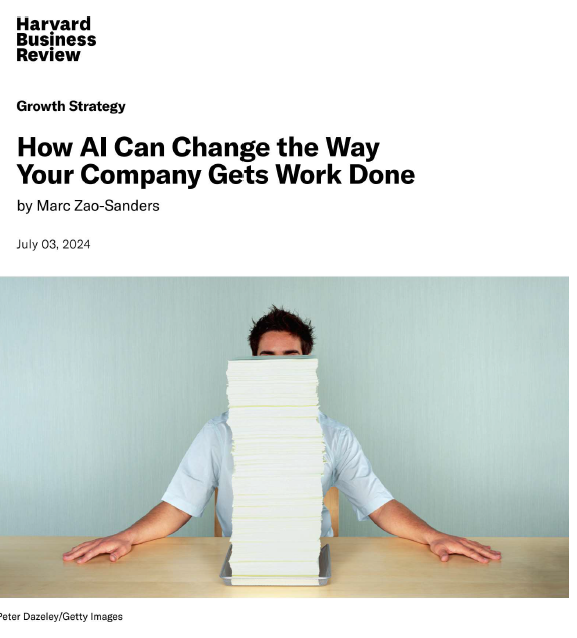 Harvard
Business
Review
Growth Strategy
How AI Can Change the Way
Your Company Gets Work Done
by Marc Zao-Sanders
July 03, 2024
Peter Dazeley/Getty Images